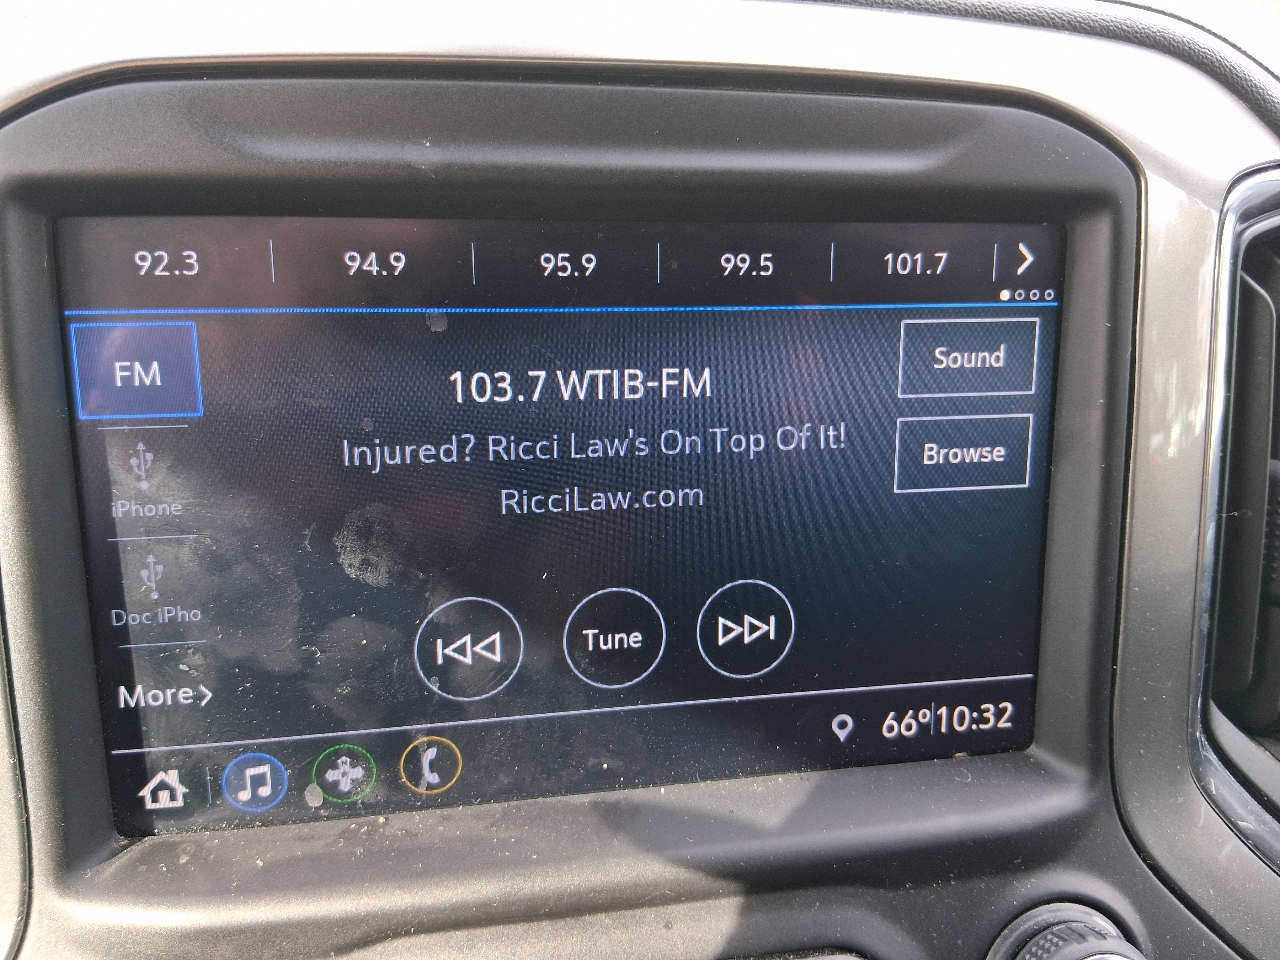 92.3 94.9 95.9 99.5 101.7
FM
103.7 WTIB-FM
Injured? Ricci Law's On Top Of It!
RicciLaw.com
Sound
Browse
iPhone
Doc iPho
More
Tune
66° 10:32